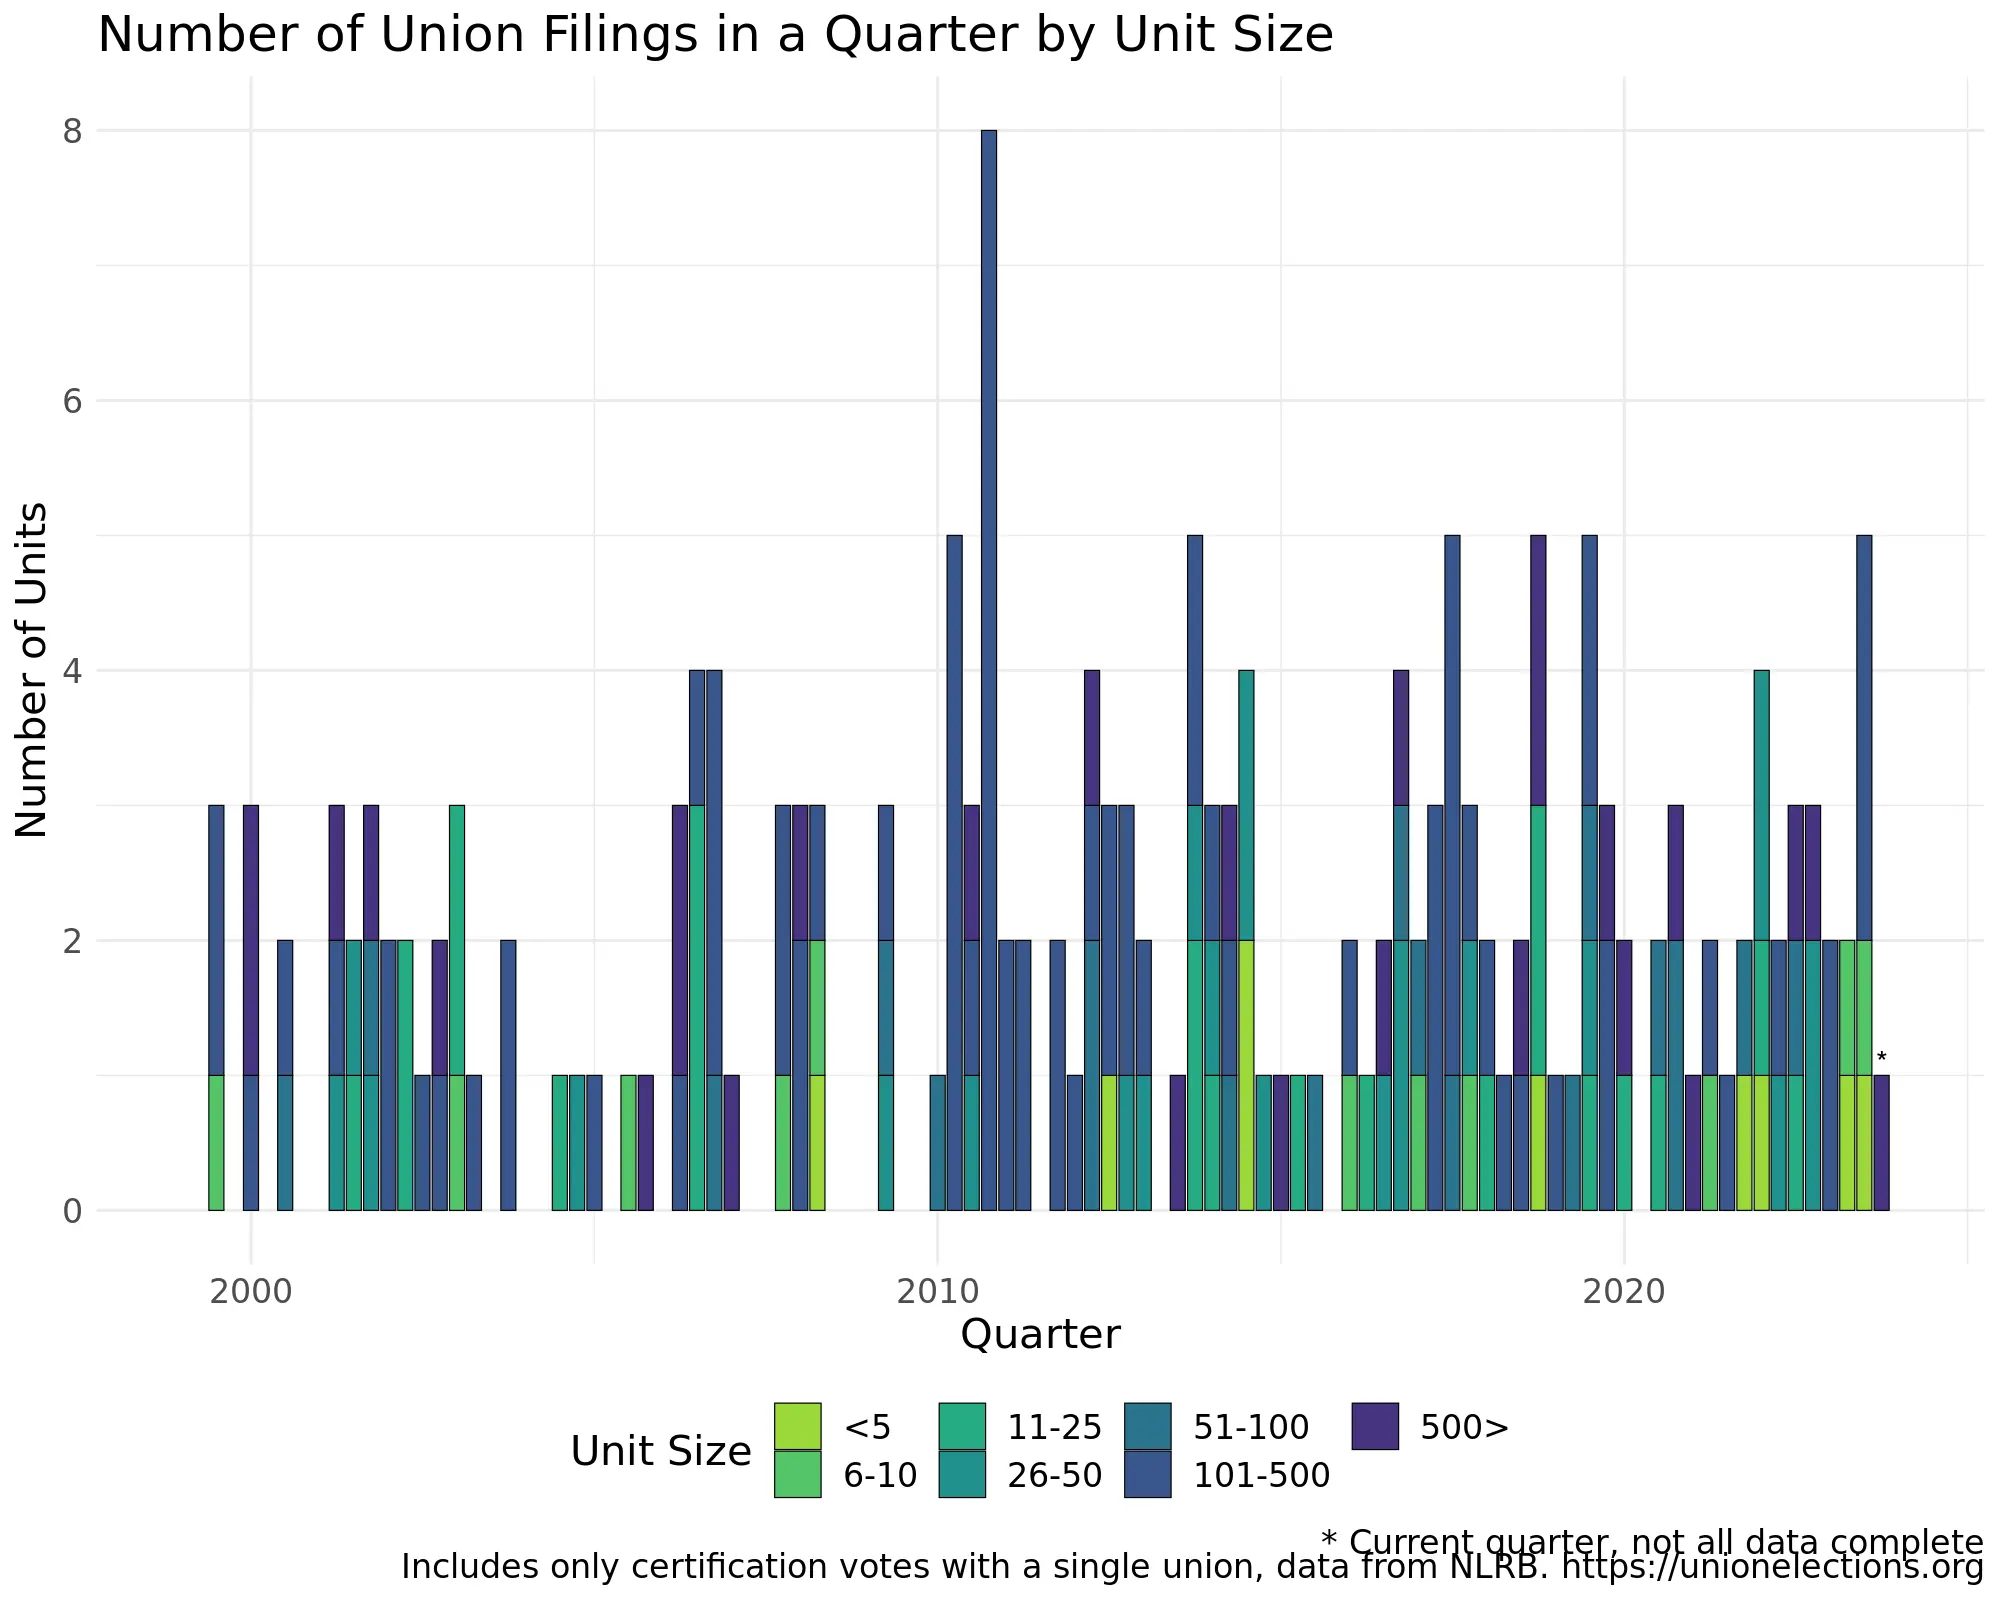 Number of Union Filings in a Quarter by Unit Size
Number of Units
8
6
4
2
0
*
2000 2010 2020
Quarter
Unit Size
<5 11-25 51-100 500>
6-10 26-50 101-500
* Current quarter, not all data complete
Includes only certification votes with a single union, data from NLRB. https://unionelections.org